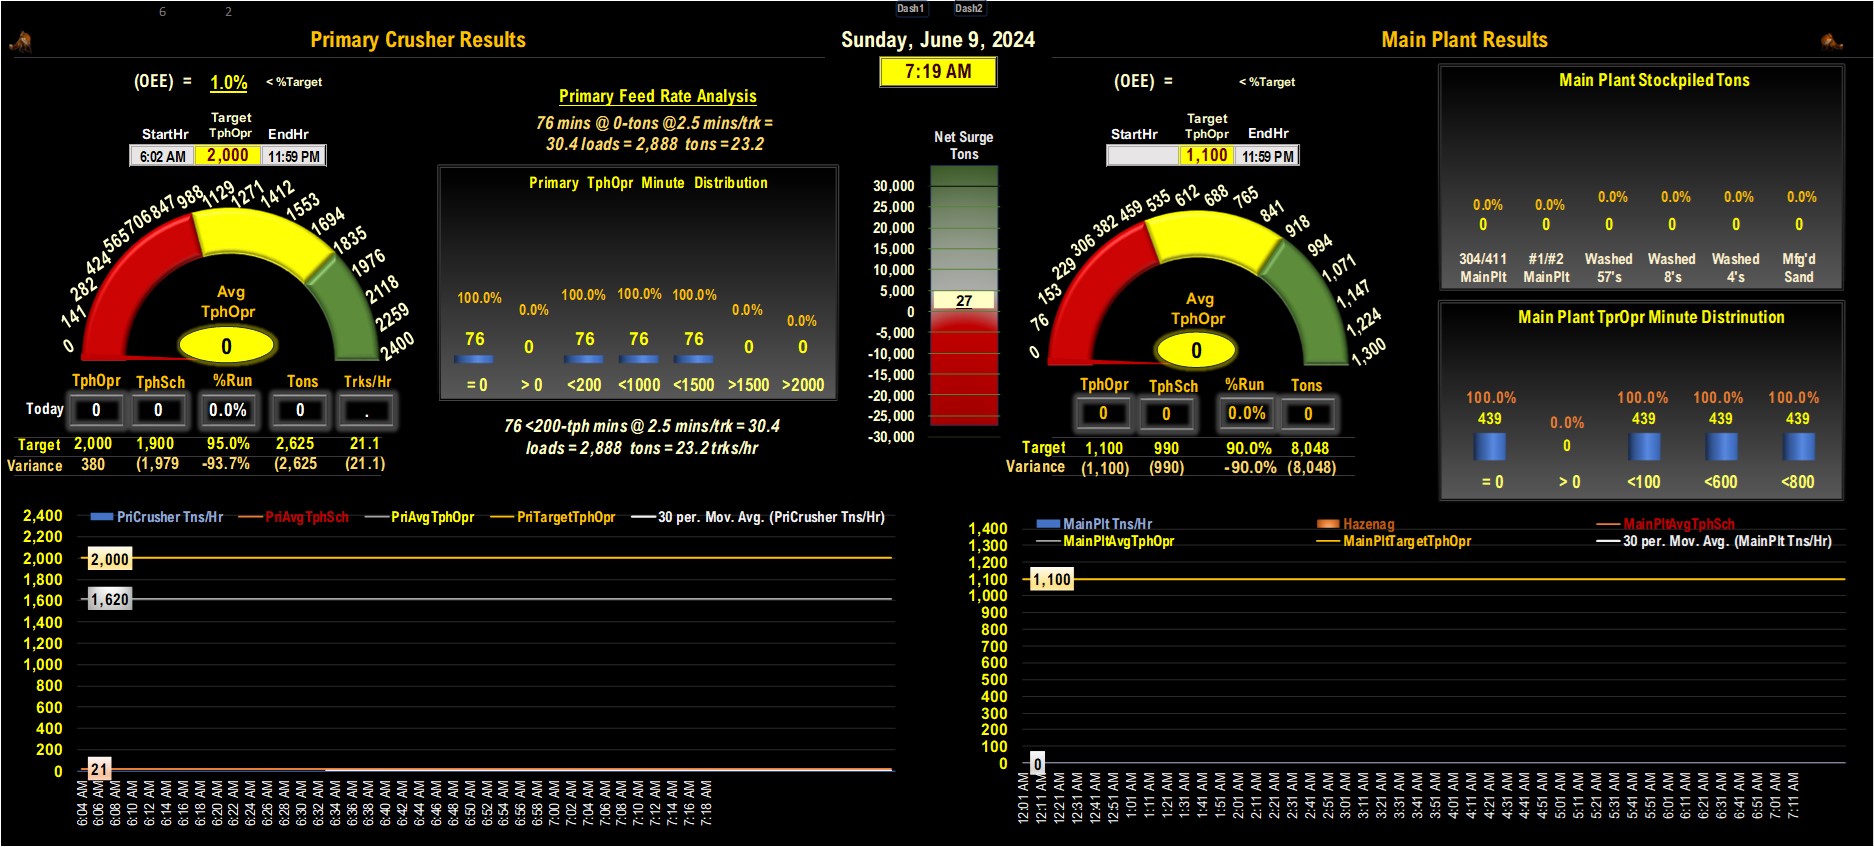 6 2
Dash1 Dash2
Primary Crusher Results
Sunday, June 9, 2024
7:19 AM
Main Plant Results
(OEE) = 1.0% < %Target
Target
StartHr TphOpr EndHr
6:02 AM 2,000 11:59 PM
0 141 282 424 565 706 847 988 1129 1271 1412 1553 1694 1835 1976 2118 2259 2400
Avg
TphOpr
0
TphOpr TphSch %Run Tons Trks/Hr
Today 0 0 0.0% 0 .
Target 2,000 1,900 95.0% 2,625 21.1
Variance 380 (1,979 -93.7% (2,625 (21.1)
Primary Feed Rate Analysis
76 mins @ 0-tons @2.5 mins/trk =
30.4 loads = 2,888 tons = 23.2
Primary TphOpr Minute Distribution
100.0% 0.0% 100.0% 100.0% 100.0% 0.0% 0.0%
76 0 76 76 76 0 0
= 0 > 0 <200 <1000 <1500 >1500 >2000
76 <200-tph mins @ 2.5 mins/trk = 30.4
loads = 2,888 tons = 23.2 trks/hr
Net Surge
Tons
30,000
25,000
20,000
15,000
10,000
5,000
27
0
-5,000
-10,000
-15,000
-20,000
-25,000
-30,000
(OEE) = < %Target
Target
StartHr TphOpr EndHr
1,100 11:59 PM
0 76 153 229 306 382 459 535 612 688 765 841 918 994 1,071 1,147 1,224 1,300
Avg
TphOpr
0
TphOpr TphSch %Run Tons
0 0 0.0% 0
Target 1,100 990 90.0% 8,048
Variance (1,100) (990) -90.0% (8,048)
Main Plant Stockpiled Tons
0.0% 0.0% 0.0% 0.0% 0.0% 0.0%
0 0 0 0 0 0
304/411 #1/#2 Washed Washed Washed Mfg'd
MainPlt MainPlt 57's 8's 4's Sand
Main Plant TprOpr Minute Distrinution
100.0% 0.0% 100.0% 100.0% 100.0%
439 0 439 439 439
= 0 > 0 <100 <600 <800
PriCrusher Tns/Hr PriAvgTphSch PriAvgTphOpr PriTargetTphOpr 30 per. Mov. Avg. (PriCrusher Tns/Hr)
2,400
2,200
2,000
1,800
1,600
1,400
1,200
1,000
800
600
400
200
0
2,000
1,620
21
6:04 AM 6:06 AM 6:08 AM 6:10 AM 6:12 AM 6:14 AM 6:16 AM 6:18 AM 6:20 AM 6:22 AM 6:24 AM 6:26 AM 6:28 AM 6:30 AM 6:32 AM 6:34 AM 6:36 AM 6:38 AM 6:40 AM 6:42 AM 6:44 AM 6:46 AM 6:48 AM 6:50 AM 6:52 AM 6:54 AM 6:56 AM 6:58 AM 7:00 AM 7:02 AM 7:04 AM 7:06 AM 7:08 AM 7:10 AM 7:12 AM 7:14 AM 7:16 AM 7:18 AM
MainPlt Tns/Hr Hazenag MainPltAvgTphSch
MainPltAvgTphOpr MainPltTargetTphOpr 30 per. Mov. Avg. (MainPlt Tns/Hr)
1,400
1,300
1,200
1,100
1,000
900
800
700
600
500
400
300
200
100
0
1,100
0
12:01 AM 12:11 AM 12:31 AM 12:41 AM 12:51 AM 1:01 AM 1:11 AM 1:21 AM 1:31 AM 1:41 AM 1:51 AM 2:01 AM 2:11 AM 2:21 AM 2:31 AM 2:41 AM 2:51 AM 3:01 AM 3:11 AM 3:21 AM 3:31 AM 3:41 AM 3:51 AM 4:01 AM 4:11 AM 4:21 AM 4:31 AM 4:41 AM 4:51 AM 5:01 AM 5:11 AM 5:21 AM 5:31 AM 5:41 AM 5:51 AM 6:01 AM 6:11 AM 6:21 AM 6:31 AM 6:41 AM 6:51 AM 7:01 AM 7:11 AM